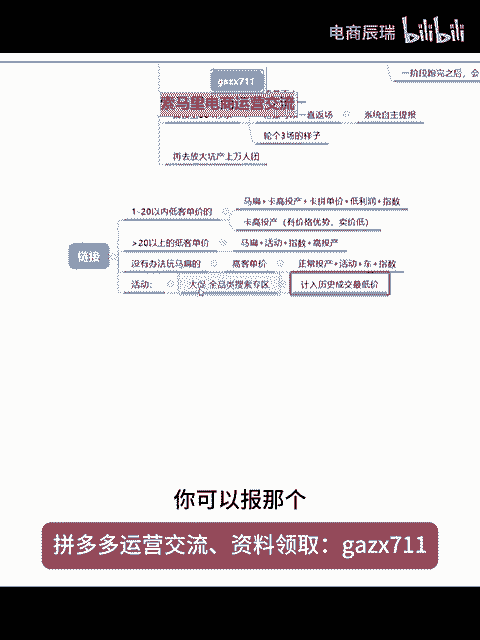 电商辰瑞 bilibili
一阶段跑完之后，会
gazx711
索马里电商运营交流
一直返场
系统自主提报
轮个3场的样子
再去放大坑产上万人团
1~20以内低客单价的
马扁+卡高投产+卡拼单价+低利润+指数
卡高投产（有价格优势，卖价低）
链接
>20以上的低客单价
马扁+活动+指数+高投产
没有办法玩马扁的
高客单价
正常投产+活动+车+指数
活动：
大促 全品类搜索专区
计入历史成交最低价
你可以报那个
拼多多运营交流、资料领取：gazx711